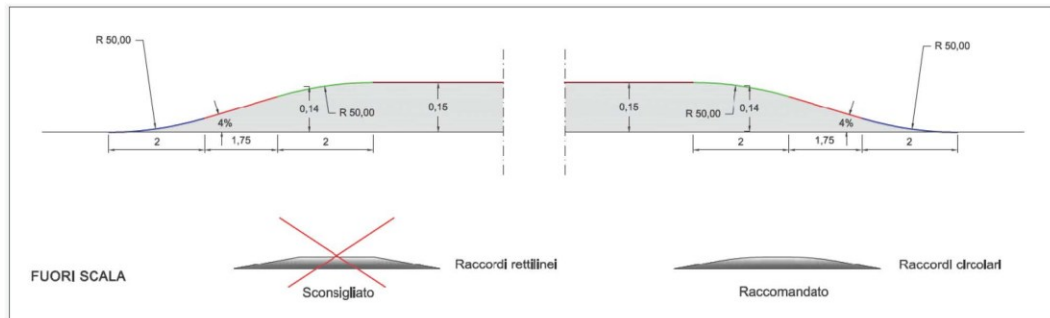 R 50,00
R 50,00
0,14
R 50,00
0,15
0,15
R 50,00
0,14
4%
4%
2
1,75
2
2
1,75
2
FUORI SCALA
Raccordi rettilinei
Sconsigliato
Raccordi circolari
Raccomandato